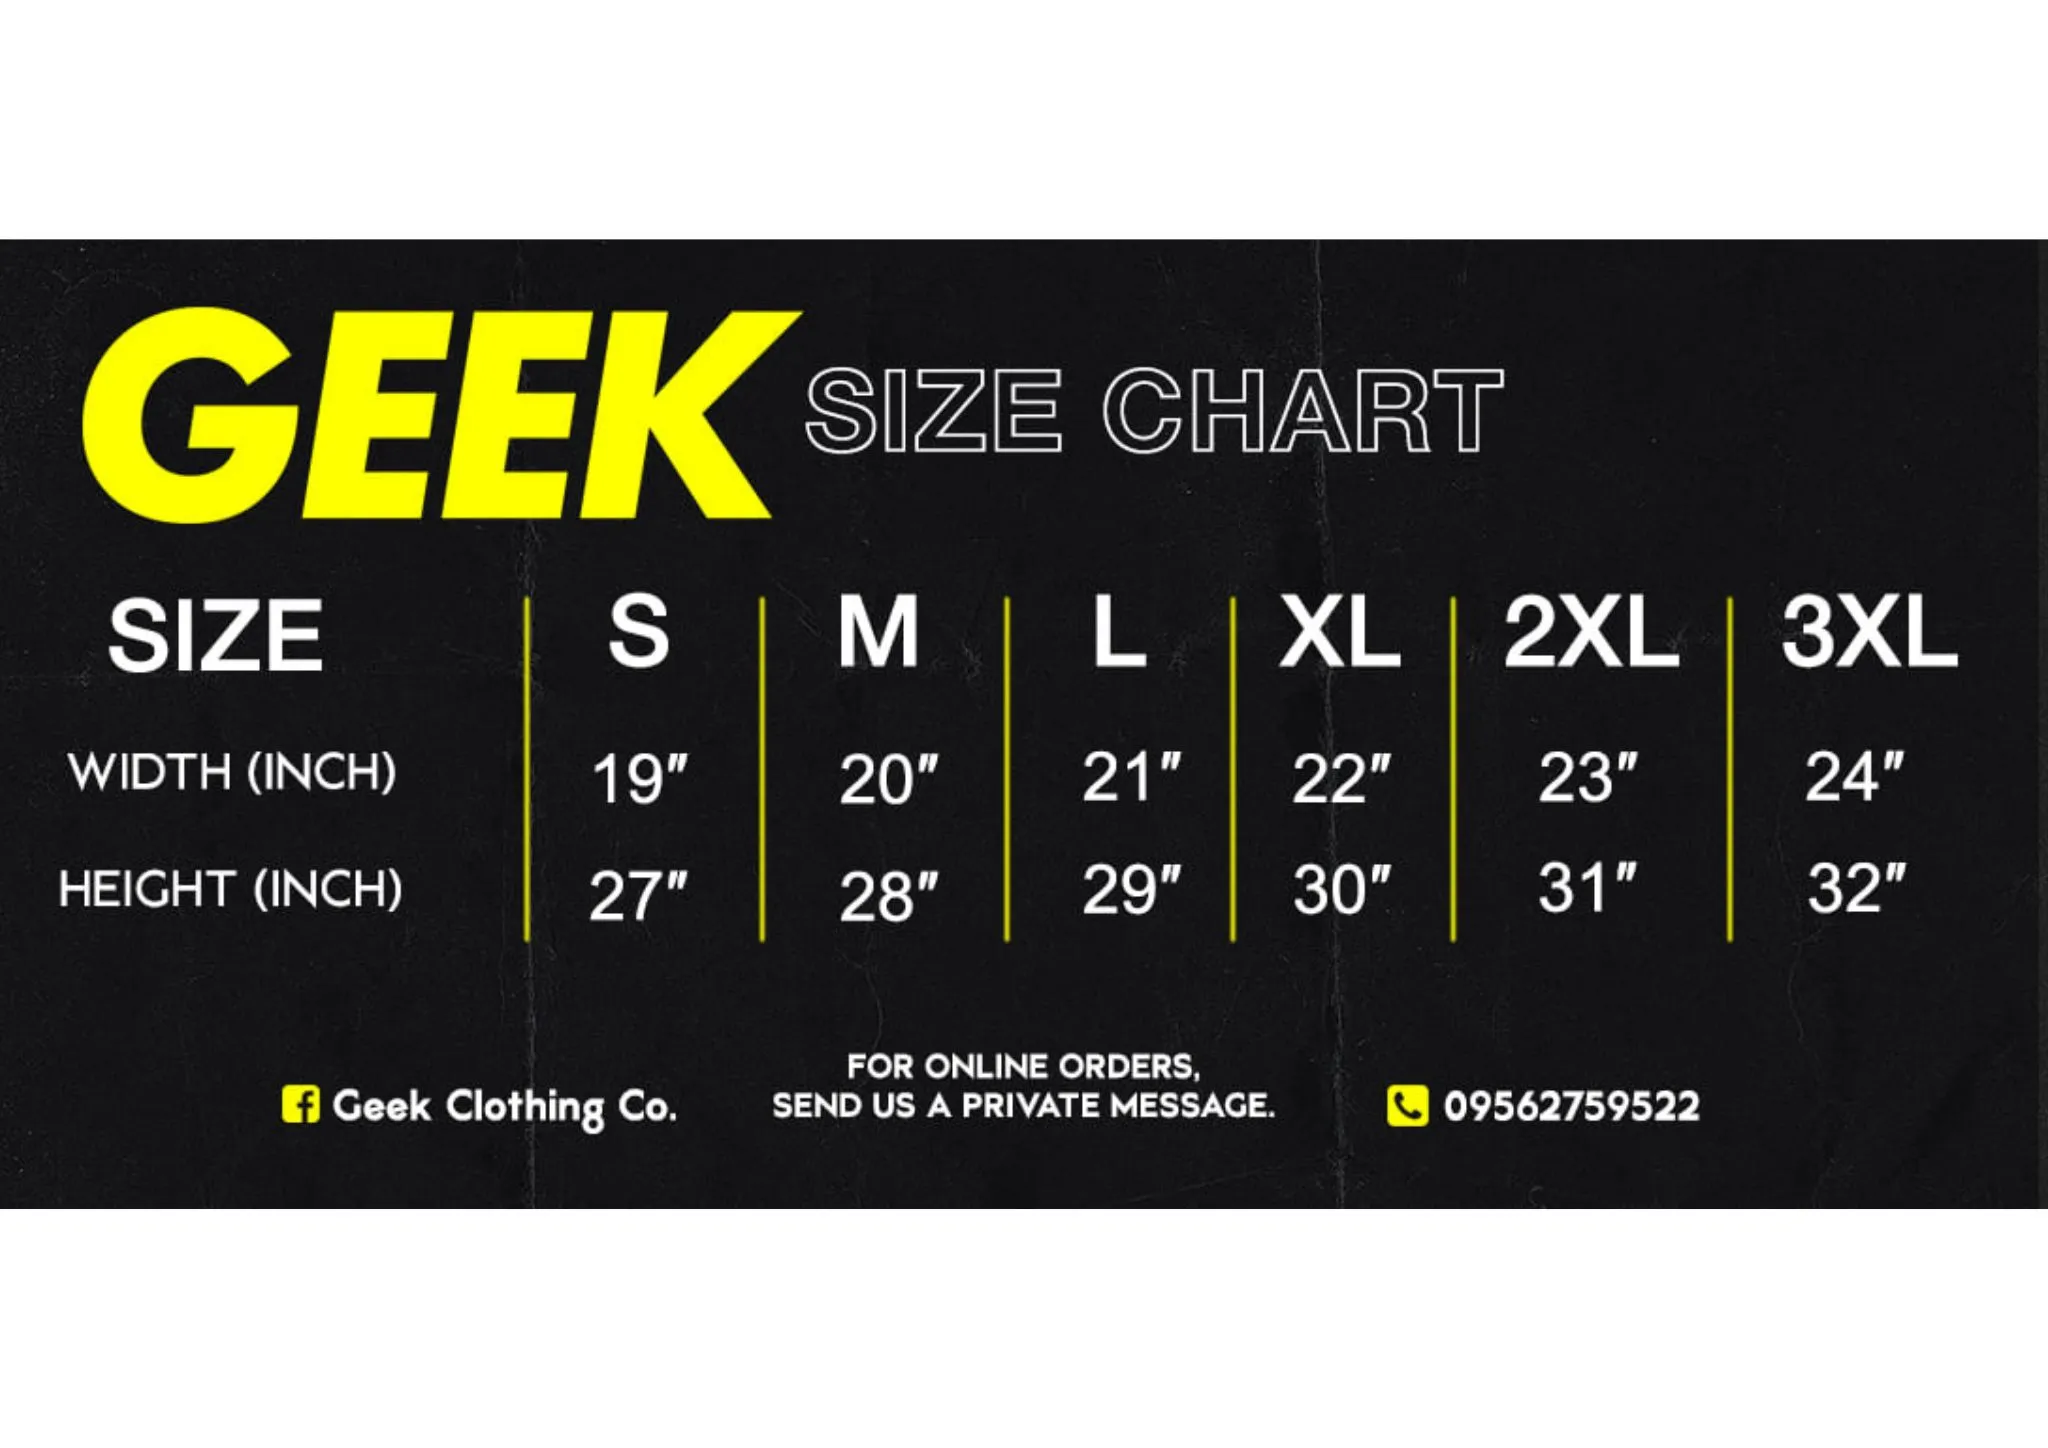 GEEK SIZE CHART
SIZE S M L XL 2XL 3XL
WIDTH (INCH) 19" 20" 21" 22" 23" 24"
HEIGHT (INCH) 27" 28" 29" 30" 31" 32"
FOR ONLINE ORDERS,
SEND US A PRIVATE MESSAGE.
Geek Clothing Co.
09562759522